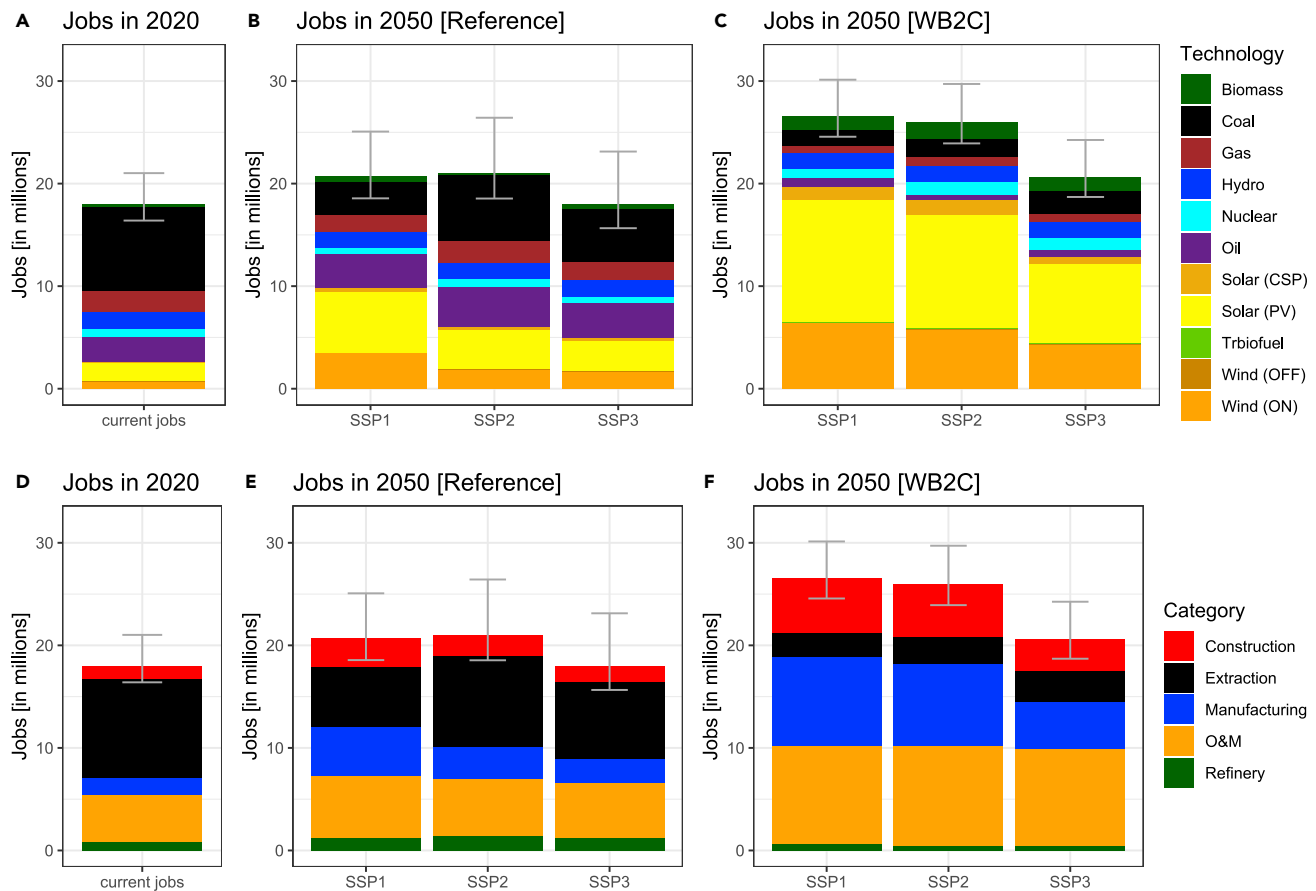 A Jobs in 2020
Jobs [in millions]
30
20
10
0
current jobs
B Jobs in 2050 [Reference]
Jobs [in millions]
30
20
10
0
SSP1 SSP2 SSP3
C Jobs in 2050 [WB2C]
Jobs [in millions]
30
20
10
0
SSP1 SSP2 SSP3
Technology
Biomass
Coal
Gas
Hydro
Nuclear
Oil
Solar (CSP)
Solar (PV)
Trbiofuel
Wind (OFF)
Wind (ON)
D Jobs in 2020
Jobs [in millions]
30
20
10
0
current jobs
E Jobs in 2050 [Reference]
Jobs [in millions]
30
20
10
0
SSP1 SSP2 SSP3
F Jobs in 2050 [WB2C]
Jobs [in millions]
30
20
10
0
SSP1 SSP2 SSP3
Category
Construction
Extraction
Manufacturing
O&M
Refinery